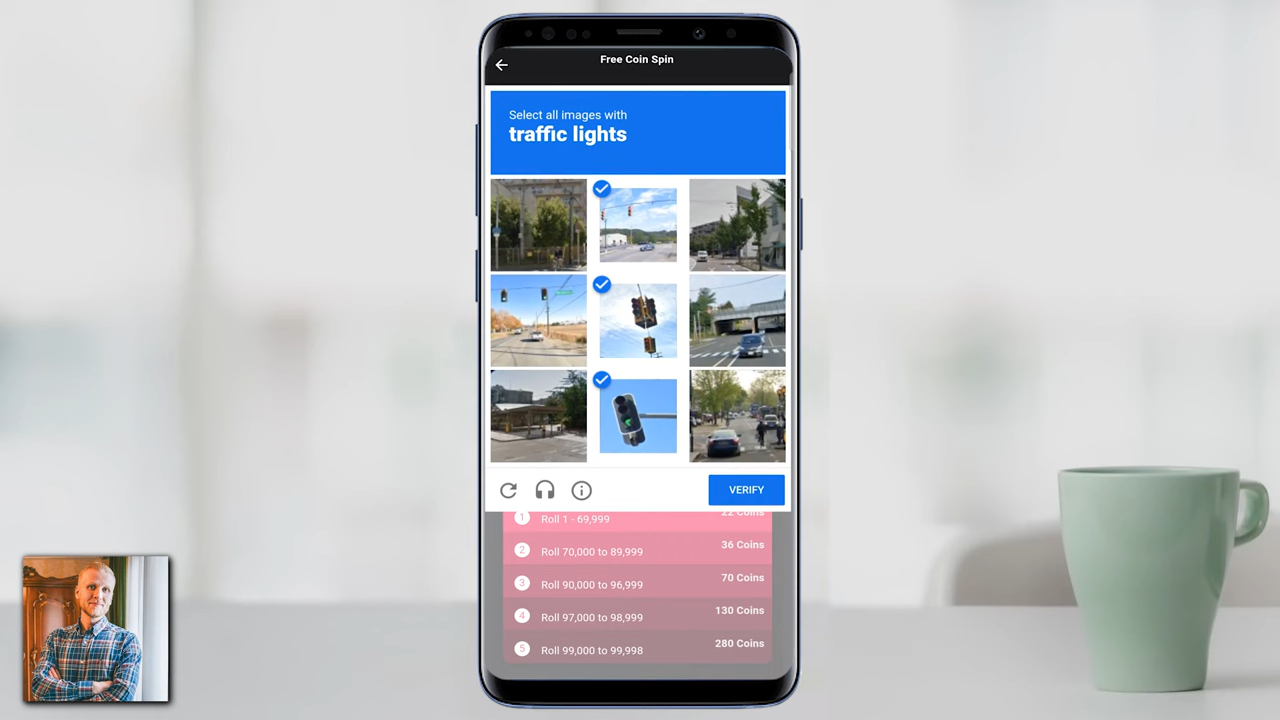 Free Coin Spin
Select all images with
traffic lights
VERIFY
1 Roll 1 - 69,999 22 Coins
2 Roll 70,000 to 89,999 36 Coins
3 Roll 90,000 to 96,999 70 Coins
4 Roll 97,000 to 98,999 130 Coins
5 Roll 99,000 to 99,998 280 Coins